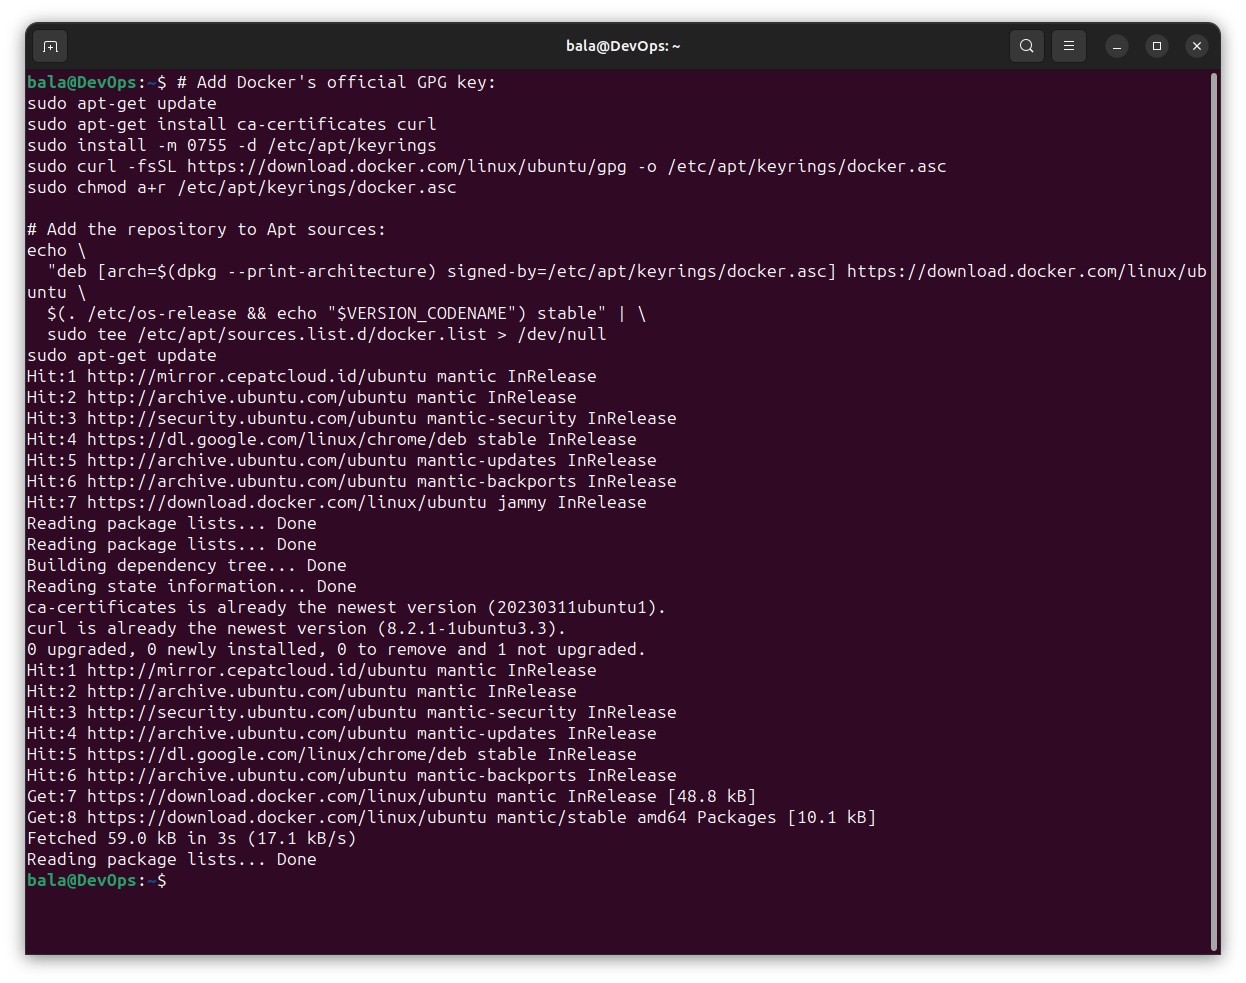 bala@DevOps: ~
bala@DevOps:~$ # Add Docker's official GPG key:
sudo apt-get update
sudo apt-get install ca-certificates curl
sudo install -m 0755 -d /etc/apt/keyrings
sudo curl -fsSL https://download.docker.com/linux/ubuntu/gpg -o /etc/apt/keyrings/docker.asc
sudo chmod a+r /etc/apt/keyrings/docker.asc

# Add the repository to Apt sources:
echo \
  "deb [arch=$(dpkg --print-architecture) signed-by=/etc/apt/keyrings/docker.asc] https://download.docker.com/linux/ub
untu \
  $(. /etc/os-release && echo "$VERSION_CODENAME") stable" | \
  sudo tee /etc/apt/sources.list.d/docker.list > /dev/null
sudo apt-get update
Hit:1 http://mirror.cepatcloud.id/ubuntu mantic InRelease
Hit:2 http://archive.ubuntu.com/ubuntu mantic InRelease
Hit:3 http://security.ubuntu.com/ubuntu mantic-security InRelease
Hit:4 https://dl.google.com/linux/chrome/deb stable InRelease
Hit:5 http://archive.ubuntu.com/ubuntu mantic-updates InRelease
Hit:6 http://archive.ubuntu.com/ubuntu mantic-backports InRelease
Hit:7 https://download.docker.com/linux/ubuntu jammy InRelease
Reading package lists... Done
Reading package lists... Done
Building dependency tree... Done
Reading state information... Done
ca-certificates is already the newest version (20230311ubuntu1).
curl is already the newest version (8.2.1-1ubuntu3.3).
0 upgraded, 0 newly installed, 0 to remove and 1 not upgraded.
Hit:1 http://mirror.cepatcloud.id/ubuntu mantic InRelease
Hit:2 http://archive.ubuntu.com/ubuntu mantic InRelease
Hit:3 http://security.ubuntu.com/ubuntu mantic-security InRelease
Hit:4 http://archive.ubuntu.com/ubuntu mantic-updates InRelease
Hit:5 https://dl.google.com/linux/chrome/deb stable InRelease
Hit:6 http://archive.ubuntu.com/ubuntu mantic-backports InRelease
Get:7 https://download.docker.com/linux/ubuntu mantic InRelease [48.8 kB]
Get:8 https://download.docker.com/linux/ubuntu mantic/stable amd64 Packages [10.1 kB]
Fetched 59.0 kB in 3s (17.1 kB/s)
Reading package lists... Done
bala@DevOps:~$